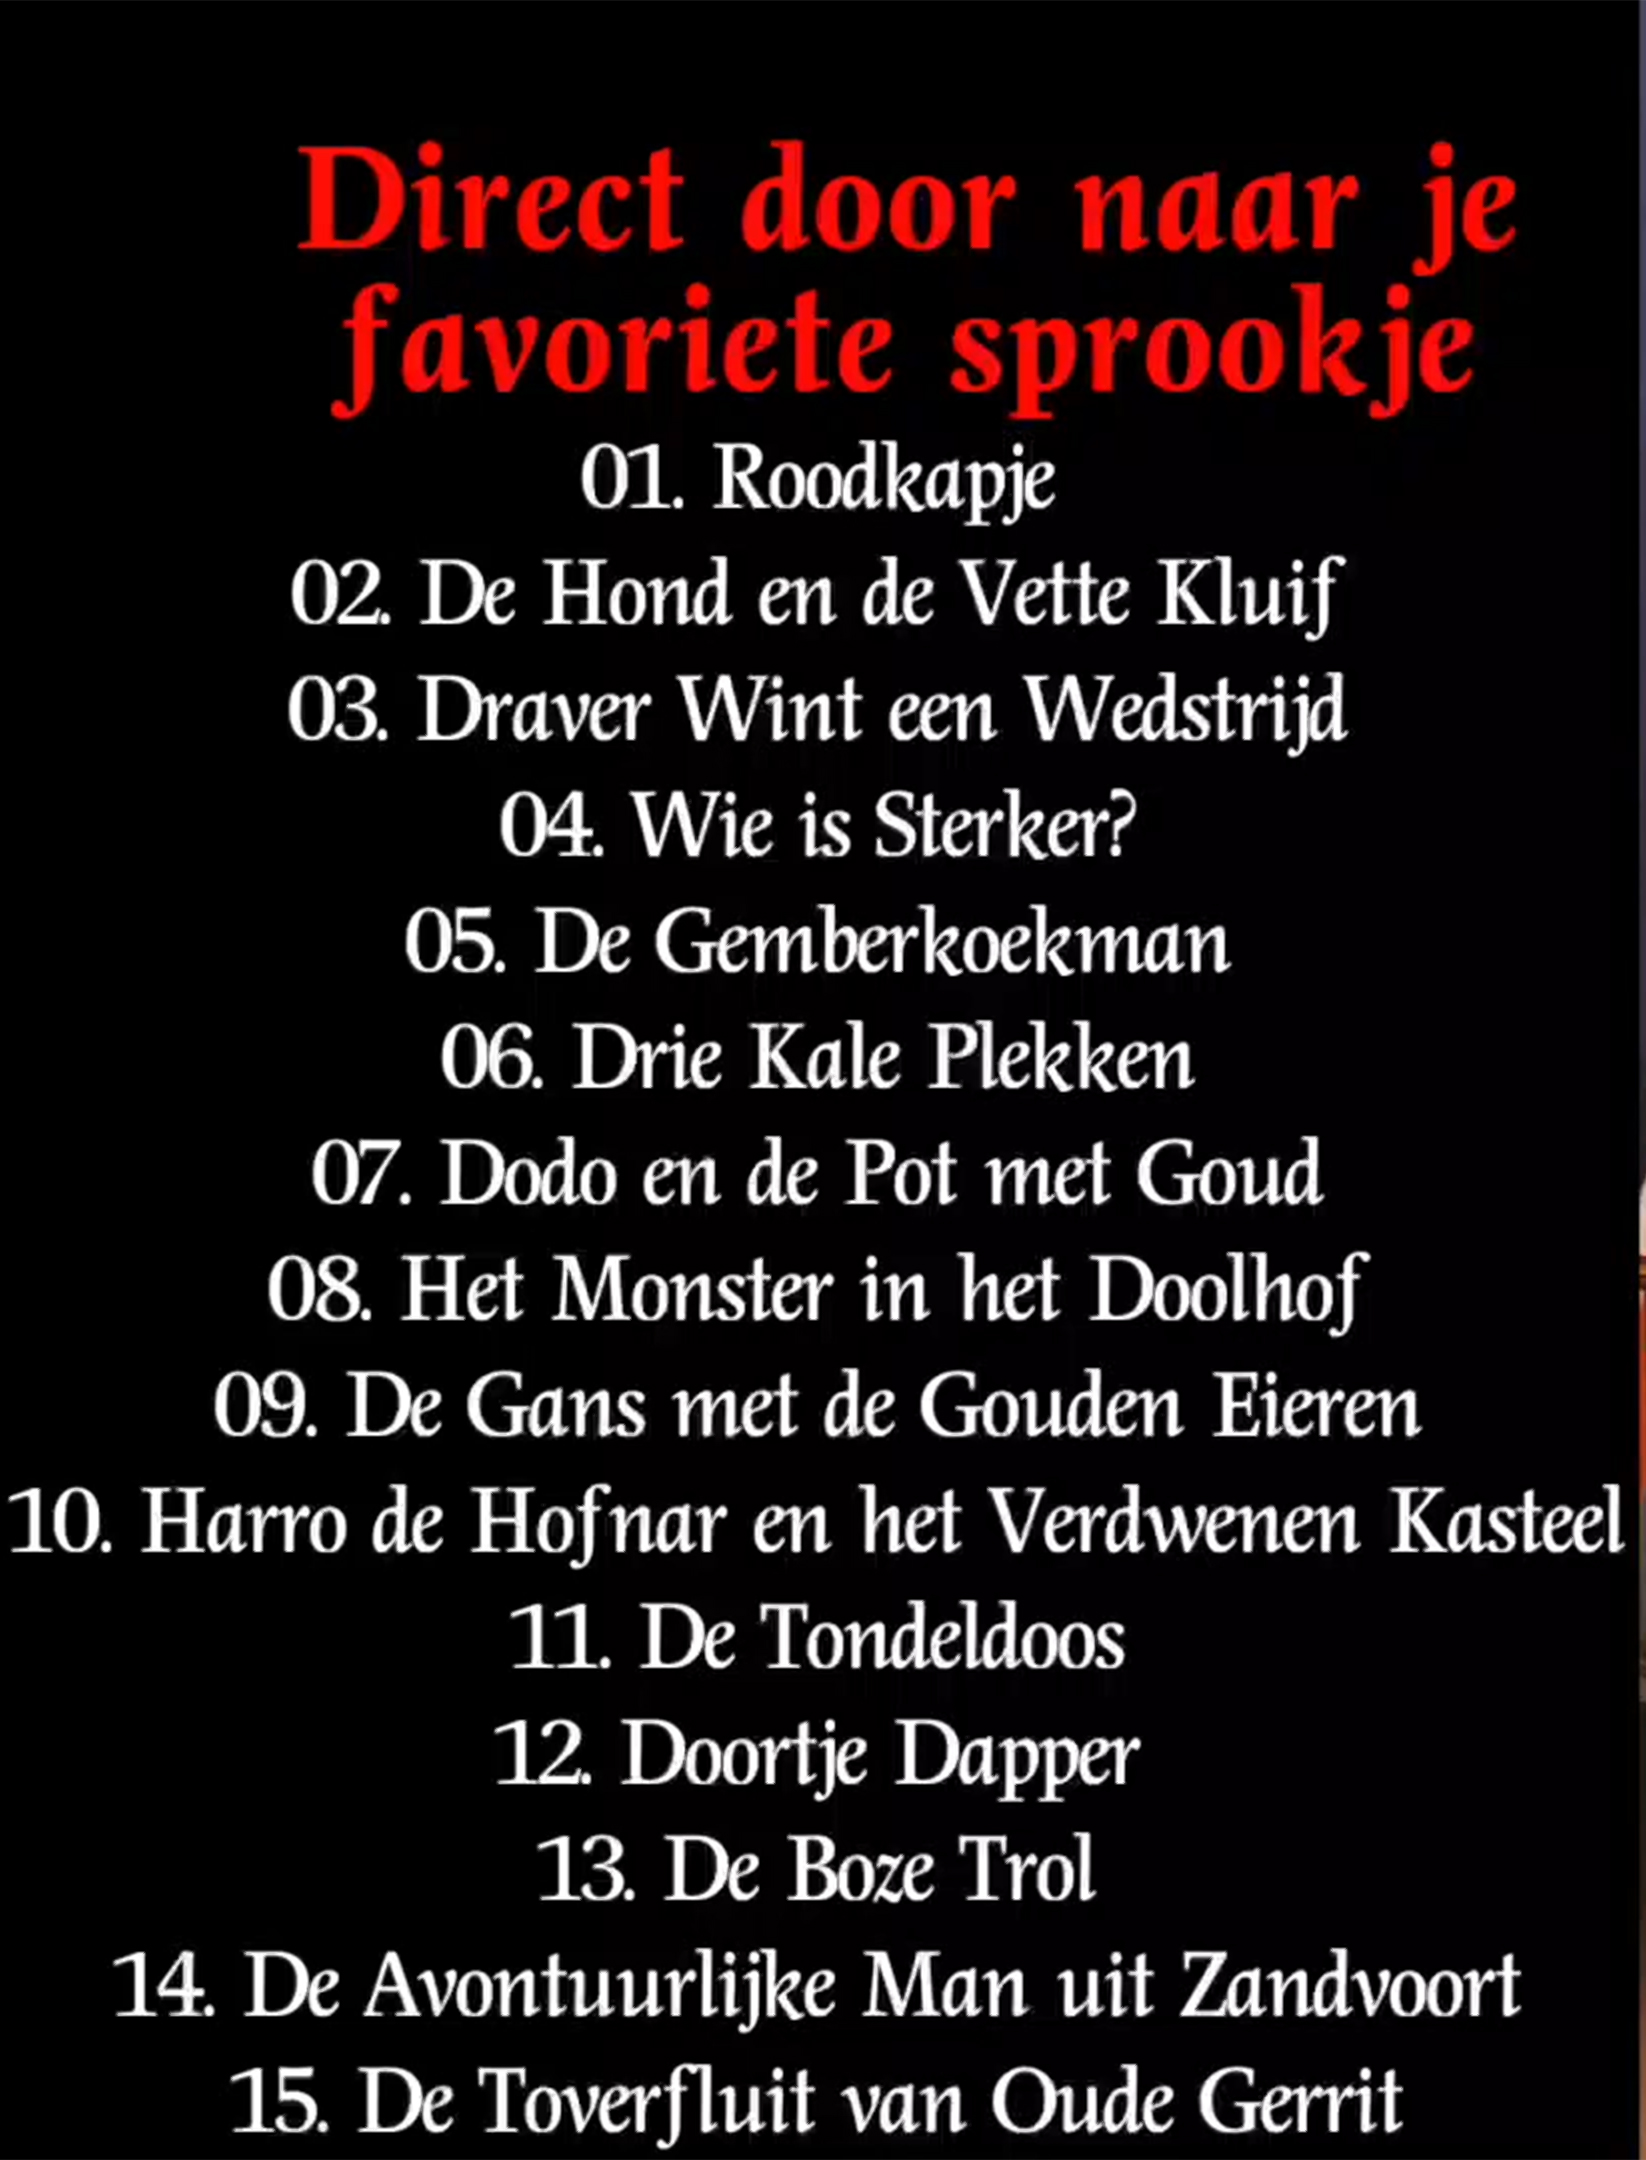 Direct door naar je
favoriete sprookje
01. Roodkapje
02. De Hond en de Vette Kluif
03. Draver Wint een Wedstrijd
04. Wie is Sterker?
05. De Gemberkoekman
06. Drie Kale Plekken
07. Dodo en de Pot met Goud
08. Het Monster in het Doolhof
09. De Gans met de Gouden Eieren
10. Harro de Hofnar en het Verdwenen Kasteel
11. De Tondeldoos
12. Doortje Dapper
13. De Boze Trol
14. De Avontuurlijke Man uit Zandvoort
15. De Toverfluit van Oude Gerrit